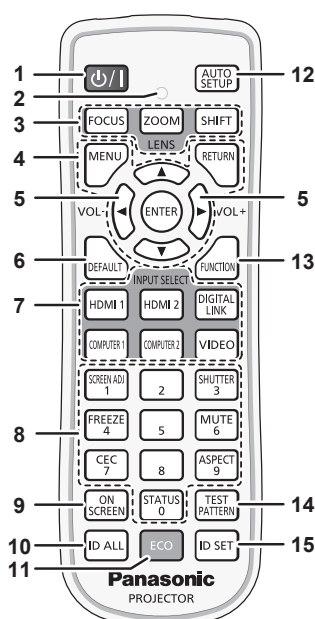 1 ⏻/| AUTO SETUP 12
2
3 FOCUS ZOOM SHIFT
LENS
4 MENU RETURN
▲
5 VOL- ◀ ENTER ▶ VOL+ 5
▼
6 DEFAULT FUNCTION 13
INPUT SELECT
7 HDMI 1 HDMI 2 DIGITAL LINK
COMPUTER 1 COMPUTER 2 VIDEO
SCREEN ADJ 1 2 SHUTTER 3
8 FREEZE 4 5 MUTE 6
CEC 7 8 ASPECT 9
9 ON SCREEN STATUS 0 TEST PATTERN 14
10 ID ALL ECO ID SET 15
11
Panasonic
PROJECTOR